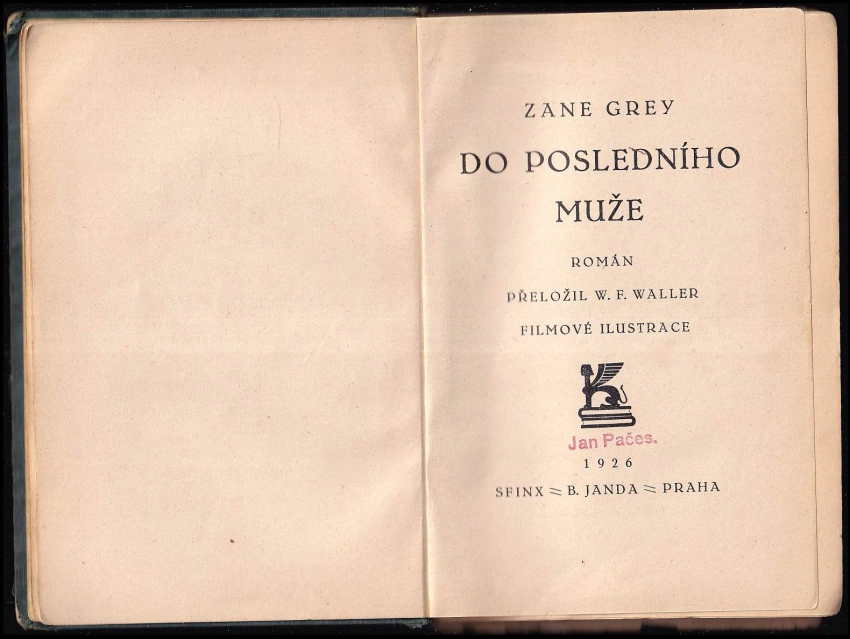 ZANE GREY
DO POSLEDNÍHO
MUŽE
ROMÁN
PŘELOŽIL W. F. WALLER
FILMOVÉ ILUSTRACE
Jan Pačes.
1926
SFINX = B. JANDA = PRAHA